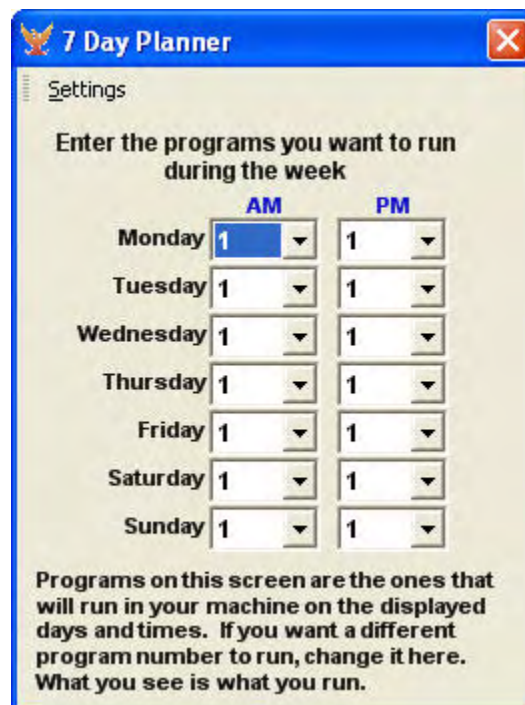 7 Day Planner
Settings
Enter the programs you want to run
during the week
AM PM
Monday 1 1
Tuesday 1 1
Wednesday 1 1
Thursday 1 1
Friday 1 1
Saturday 1 1
Sunday 1 1
Programs on this screen are the ones that
will run in your machine on the displayed
days and times. If you want a different
program number to run, change it here.
What you see is what you run.